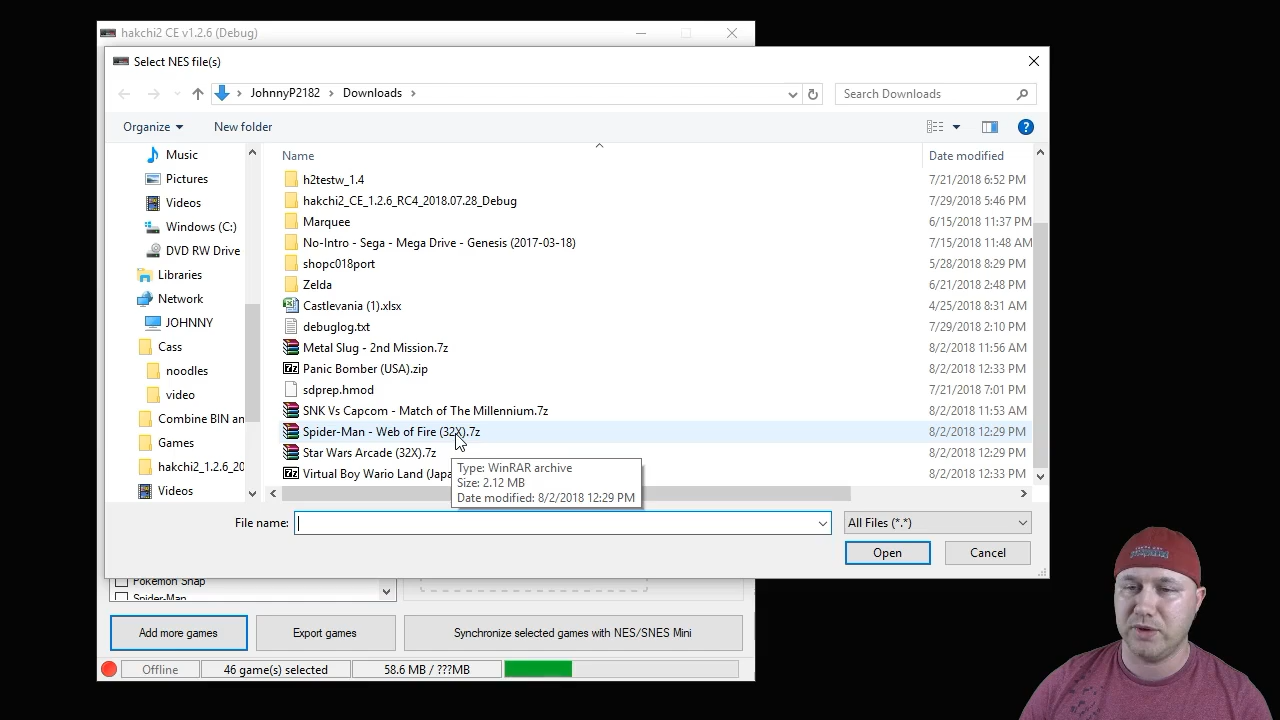 hakchi2 CE v1.2.6 (Debug)
Select NES file(s)
JohnnyP2182 › Downloads ›
Search Downloads
Organize
New folder
Music
Pictures
Videos
Windows (C:)
DVD RW Drive
Libraries
Network
JOHNNY
Cass
noodles
video
Combine BIN an
Games
hakchi2_1.2.6_20
Videos
Name Date modified
h2testw_1.4 7/21/2018 6:52 PM
hakchi2_CE_1.2.6_RC4_2018.07.28_Debug 7/29/2018 5:46 PM
Marquee 6/15/2018 11:37 PM
No-Intro - Sega - Mega Drive - Genesis (2017-03-18) 7/15/2018 11:48 AM
shopc018port 5/28/2018 8:29 PM
Zelda 6/21/2018 2:48 PM
Castlevania (1).xlsx 4/25/2018 8:31 AM
debuglog.txt 7/29/2018 2:10 PM
Metal Slug - 2nd Mission.7z 8/2/2018 11:56 AM
Panic Bomber (USA).zip 8/2/2018 12:33 PM
sdprep.hmod 7/21/2018 7:01 PM
SNK Vs Capcom - Match of The Millennium.7z 8/2/2018 11:53 AM
Spider-Man - Web of Fire (32X).7z 8/2/2018 12:29 PM
Star Wars Arcade (32X).7z 8/2/2018 12:29 PM
Virtual Boy Wario Land (Japa 8/2/2018 12:33 PM
Type: WinRAR archive
Size: 2.12 MB
Date modified: 8/2/2018 12:29 PM
File name:
All Files (*.*)
Open
Cancel
Pokemon Snap
Spider-Man
Add more games
Export games
Synchronize selected games with NES/SNES Mini
Offline
46 game(s) selected
58.6 MB / ???MB